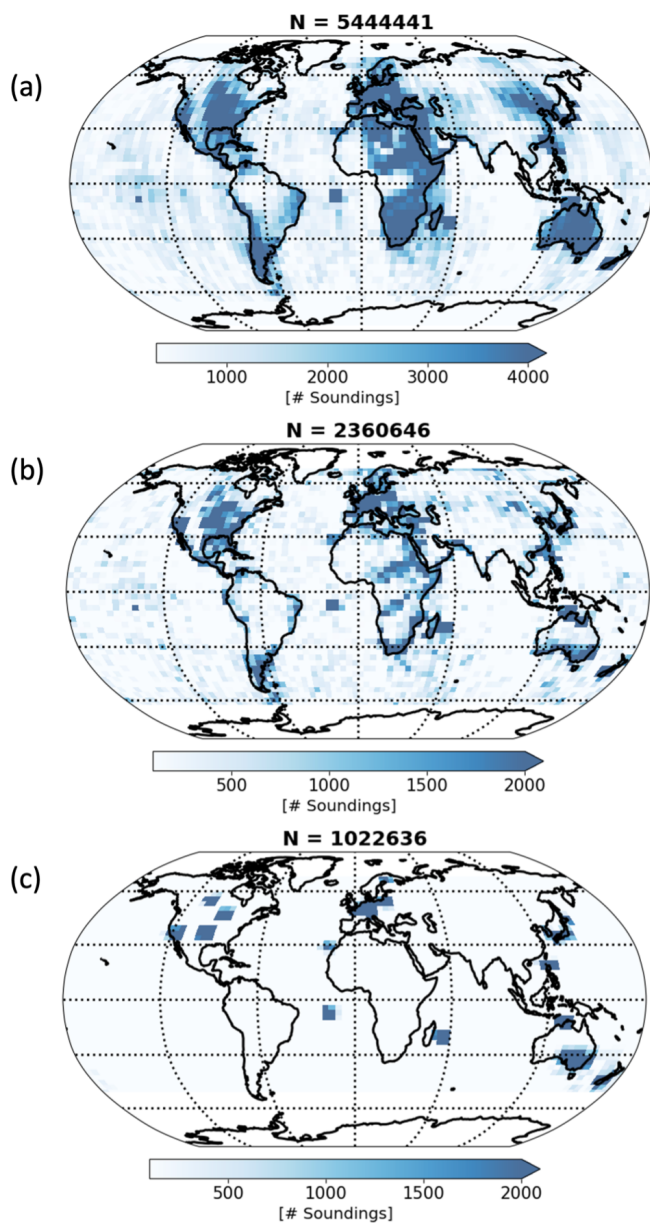 N = 5444441
(a)
1000 2000 3000 4000
[# Soundings]
N = 2360646
(b)
500 1000 1500 2000
[# Soundings]
N = 1022636
(c)
500 1000 1500 2000
[# Soundings]